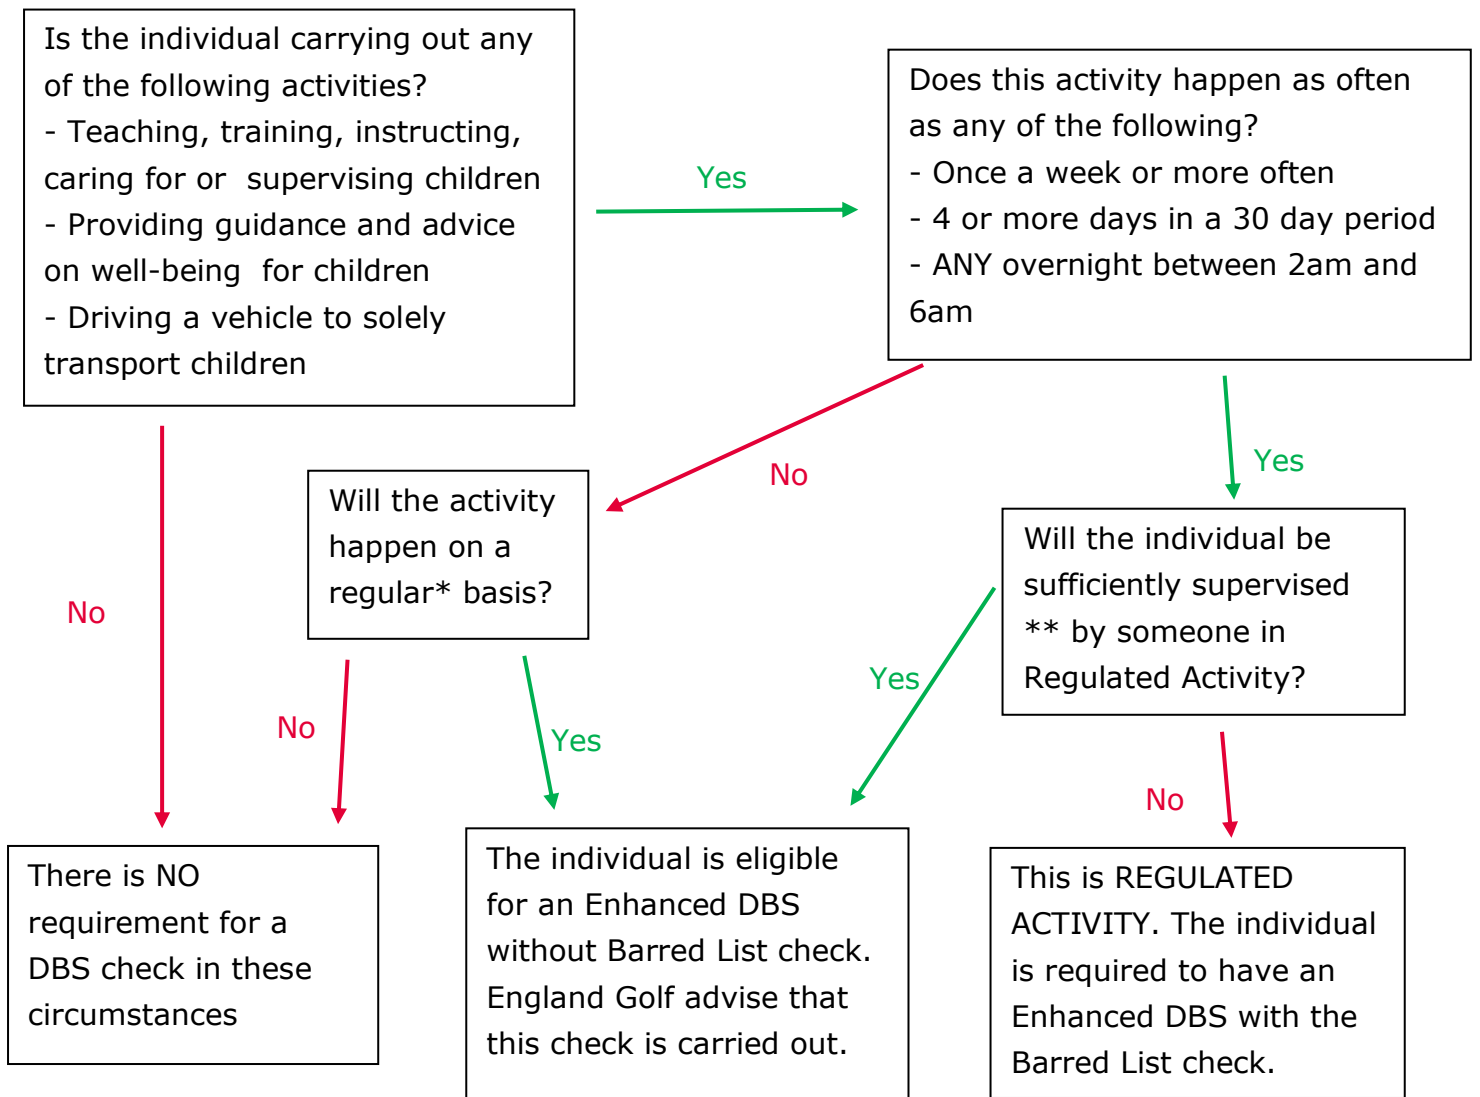 Is the individual carrying out any
of the following activities?
- Teaching, training, instructing,
caring for or  supervising children
- Providing guidance and advice
on well-being  for children
- Driving a vehicle to solely
transport children
Yes
Does this activity happen as often
as any of the following?
- Once a week or more often
- 4 or more days in a 30 day period
- ANY overnight between 2am and
6am
No
Yes
Will the activity
happen on a
regular* basis?
Will the individual be
sufficiently supervised
** by someone in
Regulated Activity?
No
No
Yes
Yes
No
There is NO
requirement for a
DBS check in these
circumstances
The individual is eligible
for an Enhanced DBS
without Barred List check.
England Golf advise that
this check is carried out.
This is REGULATED
ACTIVITY. The individual
is required to have an
Enhanced DBS with the
Barred List check.